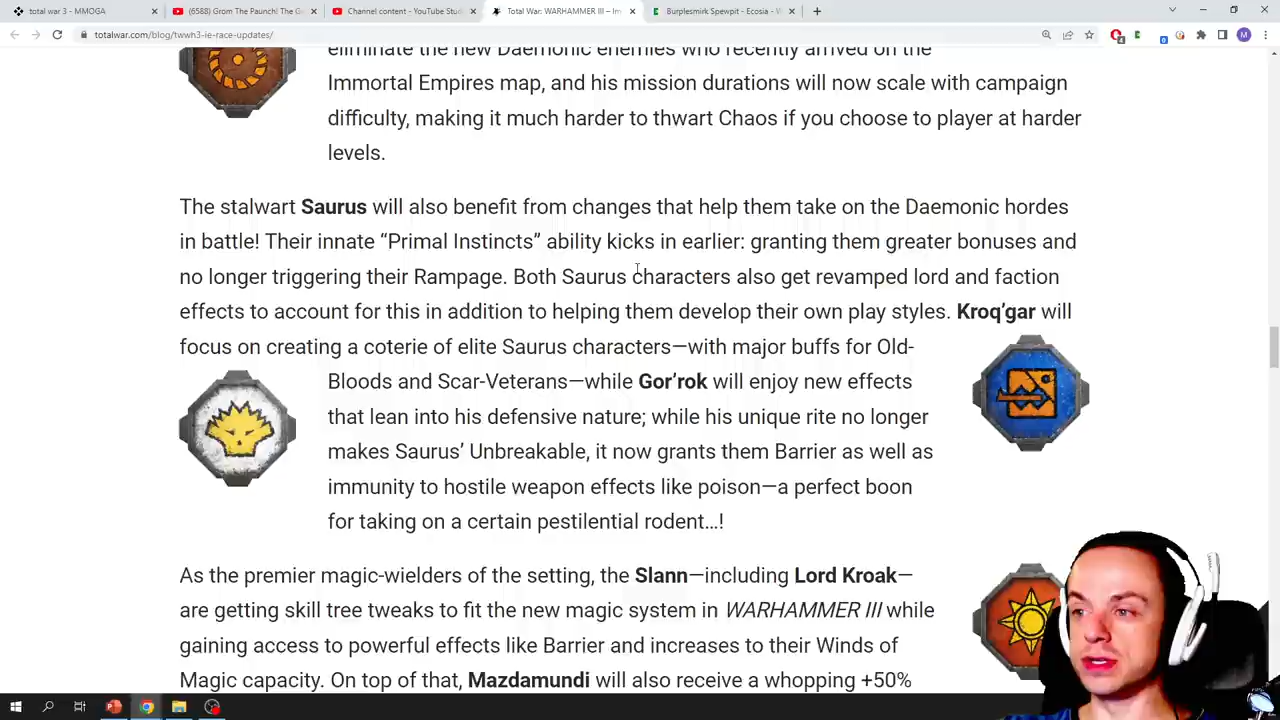 total war 3 - MMOGA
(6588) Grom The Paunch! The Ge
Channel content - YouTube Studi
Total War: WARHAMMER III – Im
Burplesmirk Spewpit - Ecosia - W
totalwar.com/blog/twwh3-ie-race-updates/
eliminate the new Daemonic enemies who recently arrived on the
Immortal Empires map, and his mission durations will now scale with campaign
difficulty, making it much harder to thwart Chaos if you choose to player at harder
levels.
The stalwart Saurus will also benefit from changes that help them take on the Daemonic hordes
in battle! Their innate “Primal Instincts” ability kicks in earlier: granting them greater bonuses and
no longer triggering their Rampage. Both Saurus characters also get revamped lord and faction
effects to account for this in addition to helping them develop their own play styles. Kroq’gar will
focus on creating a coterie of elite Saurus characters—with major buffs for Old-
Bloods and Scar-Veterans—while Gor’rok will enjoy new effects
that lean into his defensive nature; while his unique rite no longer
makes Saurus’ Unbreakable, it now grants them Barrier as well as
immunity to hostile weapon effects like poison—a perfect boon
for taking on a certain pestilential rodent…!
As the premier magic-wielders of the setting, the Slann—including Lord Kroak—
are getting skill tree tweaks to fit the new magic system in WARHAMMER III while
gaining access to powerful effects like Barrier and increases to their Winds of
Magic capacity. On top of that, Mazdamundi will also receive a whopping +50%